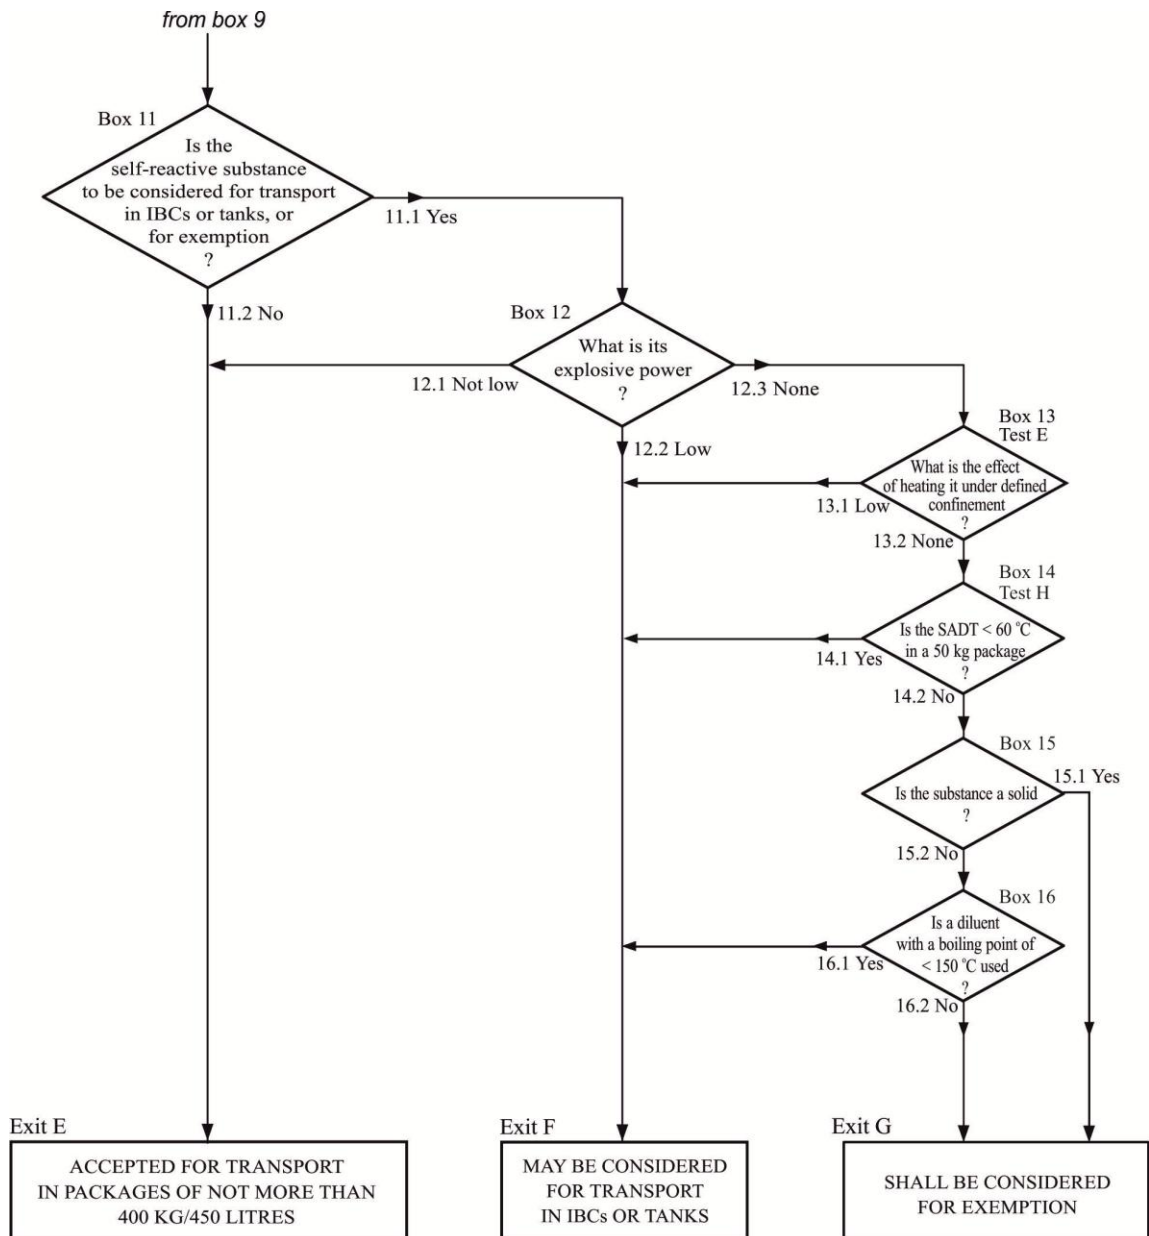 from box 9
Box 11
Is the
self-reactive substance
to be considered for transport
in IBCs or tanks, or
for exemption
?
11.1 Yes
11.2 No
Box 12
What is its
explosive power
?
12.1 Not low
12.3 None
12.2 Low
Box 13
Test E
What is the effect
of heating it under defined
confinement
?
13.1 Low
13.2 None
Box 14
Test H
Is the SADT < 60 °C
in a 50 kg package
?
14.1 Yes
14.2 No
Box 15
15.1 Yes
Is the substance a solid
?
15.2 No
Box 16
Is a diluent
with a boiling point of
< 150 °C used
?
16.1 Yes
16.2 No
Exit E
ACCEPTED FOR TRANSPORT
IN PACKAGES OF NOT MORE THAN
400 KG/450 LITRES
Exit F
MAY BE CONSIDERED
FOR TRANSPORT
IN IBCs OR TANKS
Exit G
SHALL BE CONSIDERED
FOR EXEMPTION